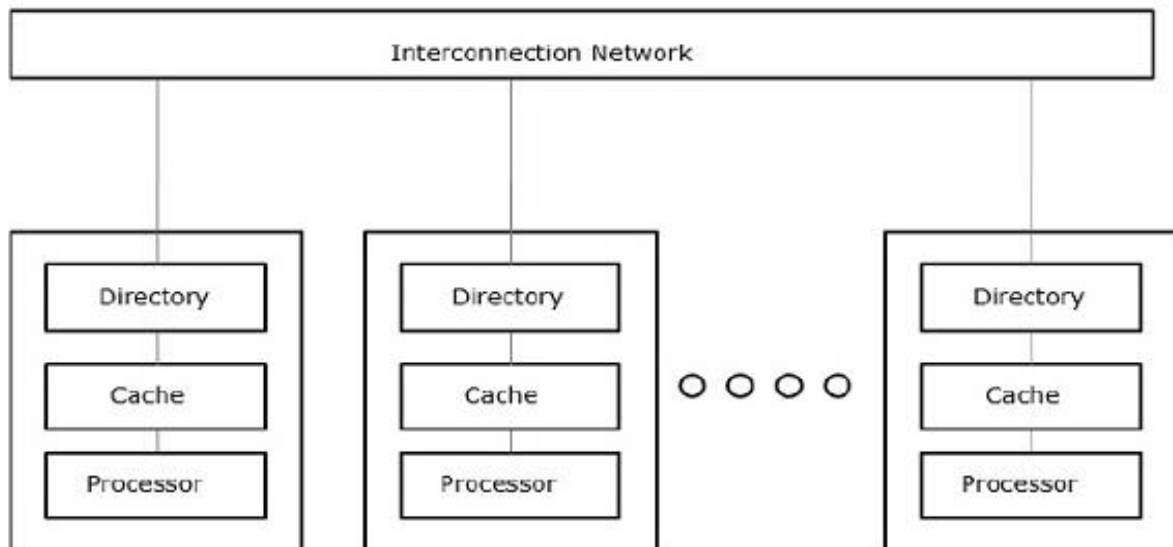 Interconnection Network
Directory
Directory
Directory
Cache
Cache
Cache
Processor
Processor
Processor